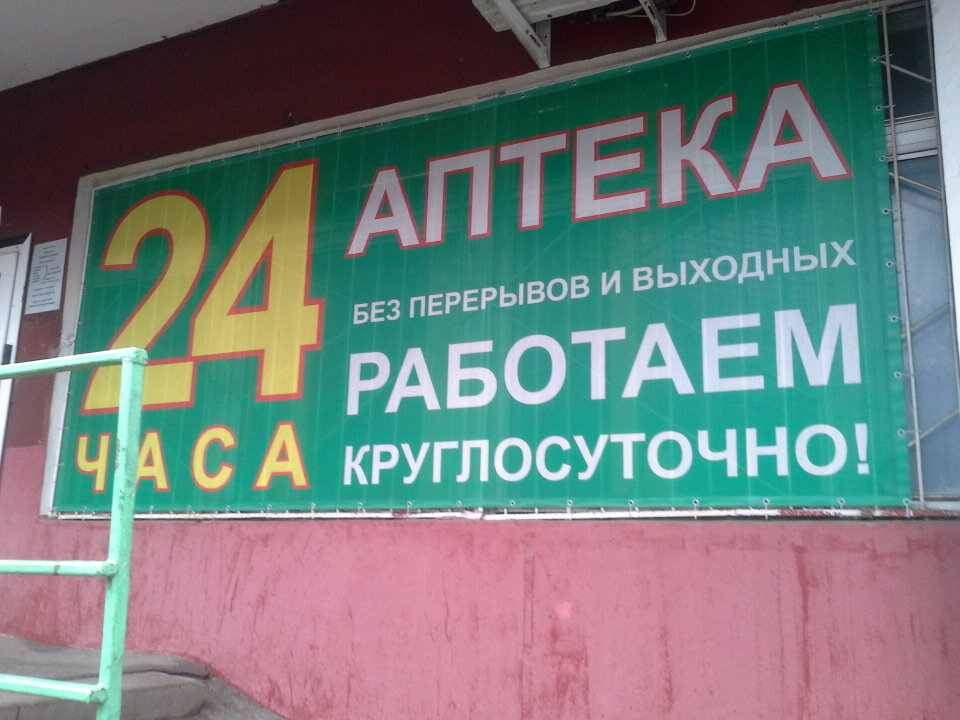 24
ЧАСА
АПТЕКА
БЕЗ ПЕРЕРЫВОВ И ВЫХОДНЫХ
РАБОТАЕМ
КРУГЛОСУТОЧНО!